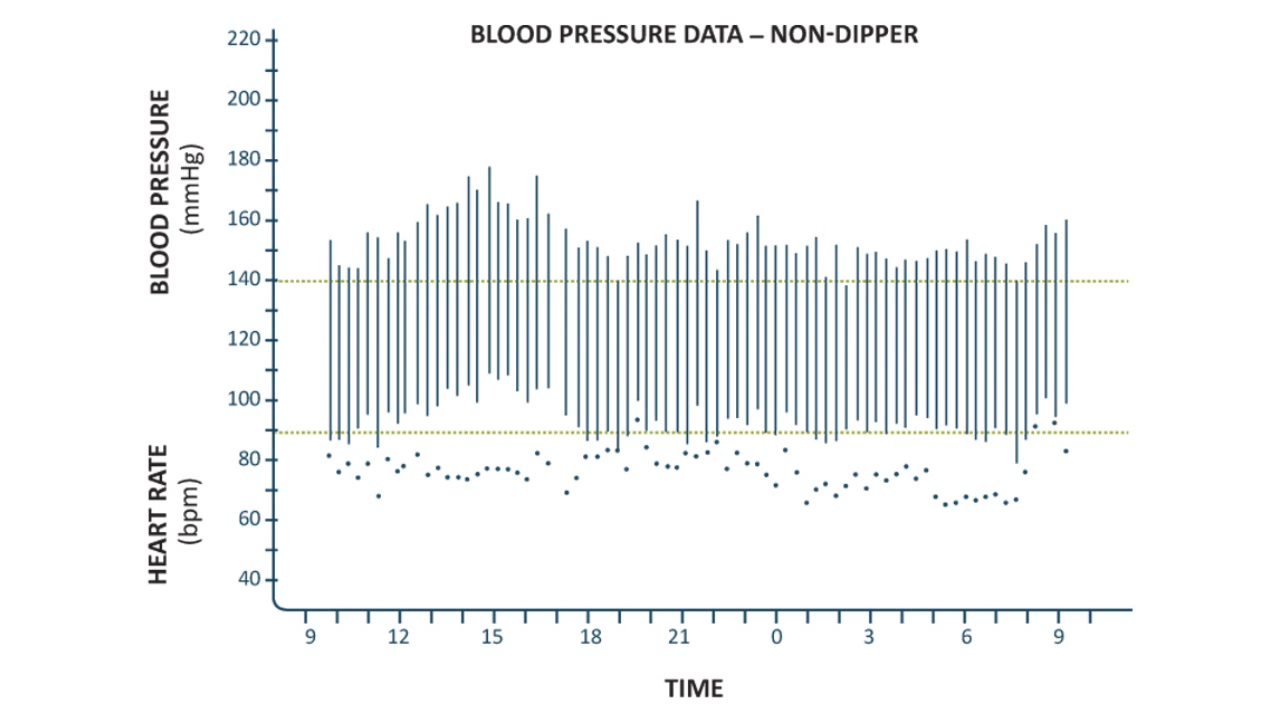 BLOOD PRESSURE DATA – NON-DIPPER
BLOOD PRESSURE
(mmHg)
220
200
180
160
140
120
100
80
60
40
HEART RATE
(bpm)
9 12 15 18 21 0 3 6 9
TIME